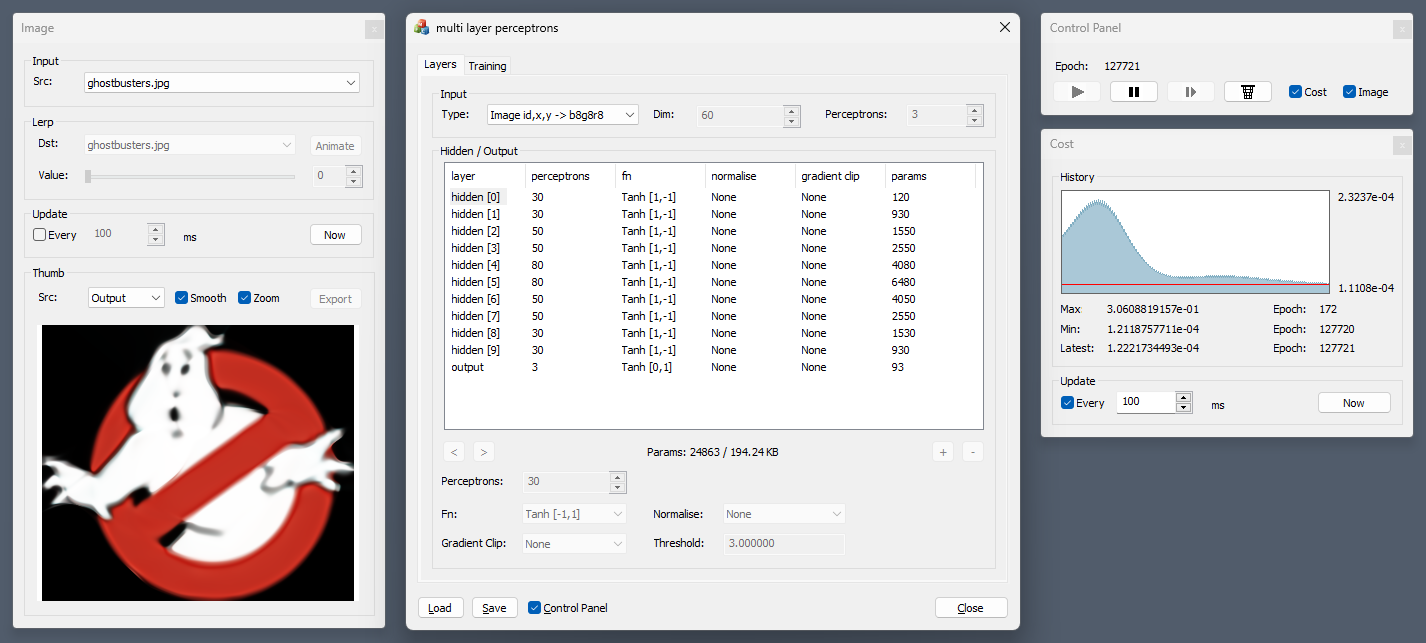 Image
x
Input
Src: ghostbusters.jpg
Lerp
Dst: ghostbusters.jpg Animate
Value: 0
Update
Every 100 ms Now
Thumb
Src: Output Smooth Zoom Export
multi layer perceptrons
Layers Training
Input
Type: Image id,x,y -> b8g8r8 Dim: 60 Perceptrons: 3
Hidden / Output
layer perceptrons fn normalise gradient clip params
hidden [0] 30 Tanh [1,-1] None None 120
hidden [1] 30 Tanh [1,-1] None None 930
hidden [2] 50 Tanh [1,-1] None None 1550
hidden [3] 50 Tanh [1,-1] None None 2550
hidden [4] 80 Tanh [1,-1] None None 4080
hidden [5] 80 Tanh [1,-1] None None 6480
hidden [6] 50 Tanh [1,-1] None None 4050
hidden [7] 50 Tanh [1,-1] None None 2550
hidden [8] 30 Tanh [1,-1] None None 1530
hidden [9] 30 Tanh [1,-1] None None 930
output 3 Tanh [0,1] None None 93
< > Params: 24863 / 194.24 KB + -
Perceptrons: 30
Fn: Tanh [-1,1] Normalise: None
Gradient Clip: None Threshold: 3.000000
Load Save Control Panel Close
Control Panel
x
Epoch: 127721
Cost Image
Cost
x
History
2.3237e-04
1.1108e-04
Max 3.0608819157e-01 Epoch: 172
Min: 1.2118757711e-04 Epoch: 127720
Latest: 1.2221734493e-04 Epoch: 127721
Update
Every 100 ms Now